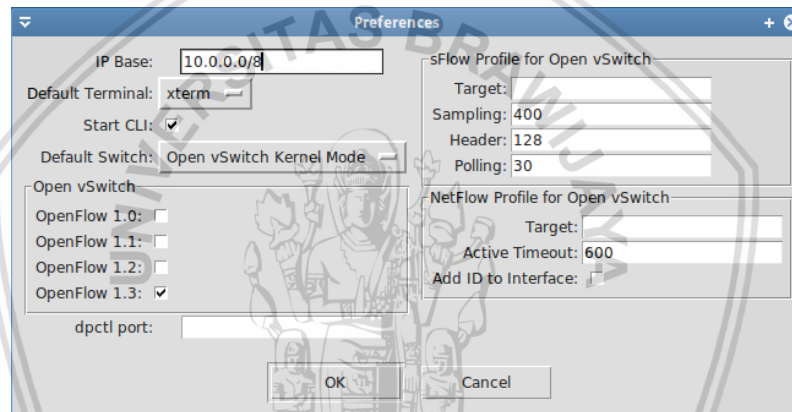 Preferences
IP Base: 10.0.0.0/8
Default Terminal: xterm
Start CLI:
Default Switch: Open vSwitch Kernel Mode
Open vSwitch
OpenFlow 1.0:
OpenFlow 1.1:
OpenFlow 1.2:
OpenFlow 1.3:
dpctl port:
sFlow Profile for Open vSwitch
Target:
Sampling: 400
Header: 128
Polling: 30
NetFlow Profile for Open vSwitch
Target:
Active Timeout: 600
Add ID to Interface:
OK
Cancel
UNIVERSITAS BRAWIJAYA